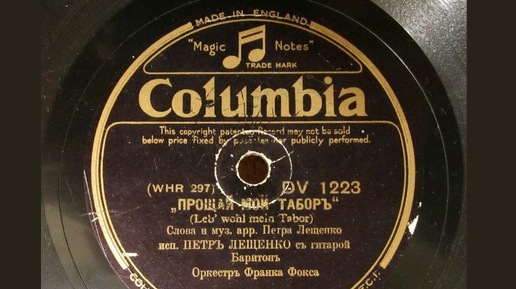 MADE IN ENGLAND
"Magic Notes"
TRADE MARK
Columbia
This copyright patented Record may not be sold
below price fixed by patentee nor publicly performed.
(WHR 297) DV 1223
„ПРОЩАЙ МОЙ ТАБОРЪ"
(Leb' wohl mein Tabor)
Слова и муз. арр. Петра Лещенко
исп. ПЕТРЪ ЛЕЩЕНКО съ гитарой
Баритонъ
Оркестръ Франка Фокса